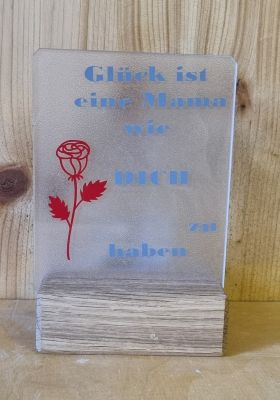 Glück ist
eine Mama
wie
DICH
zu
haben